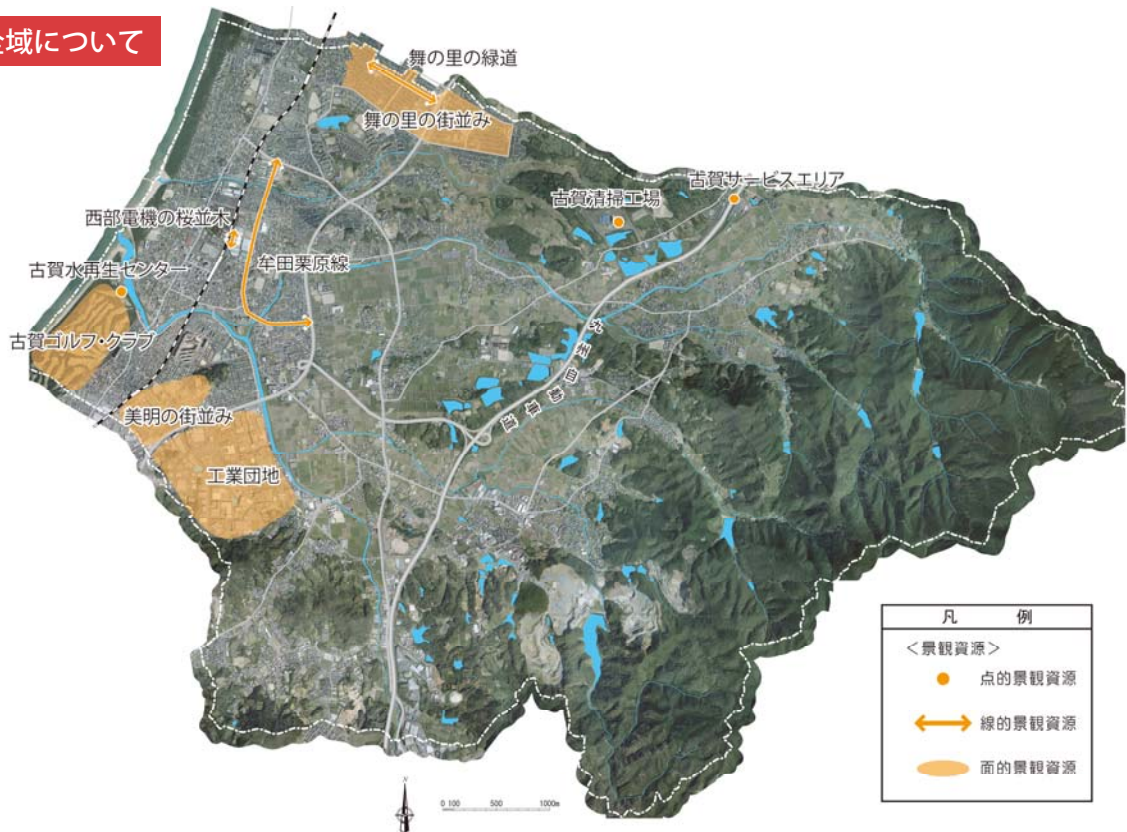 全域について
舞の里の緑道
舞の里の街並み
古賀サービスエリア
古賀清掃工場
西部電機の桜並木
牟田栗原線
古賀水再生センター
古賀ゴルフ・クラブ
九州自動車道
美明の街並み
工業団地
凡 例
＜景観資源＞
点的景観資源
線的景観資源
面的景観資源
N
0 100 500 1000m